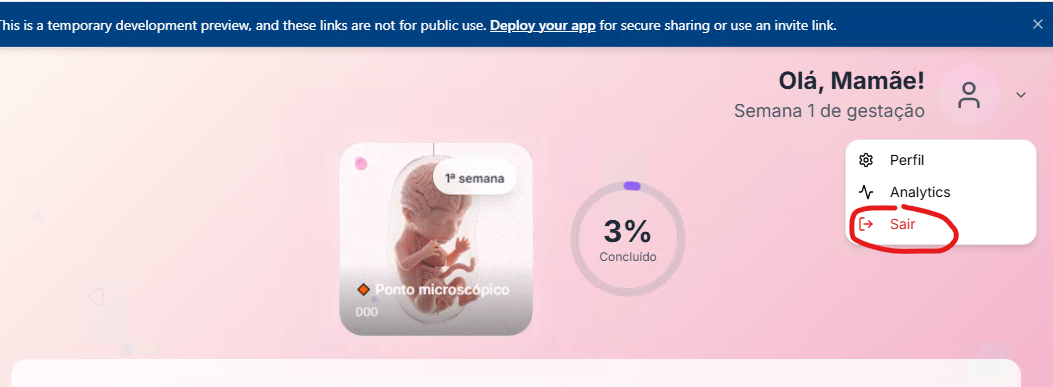 This is a temporary development preview, and these links are not for public use. Deploy your app for secure sharing or use an invite link.
Olá, Mamãe!
Semana 1 de gestação
Perfil
Analytics
Sair
1ª semana
Ponto microscópico
000
3%
Concluído